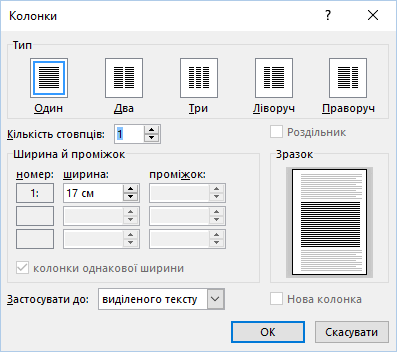 Колонки
Тип
Один Два Три Ліворуч Праворуч
Кількість стовпців: 1 Роздільник
Ширина й проміжок Зразок
номер: ширина: проміжок:
1: 17 см
колонки однакової ширини
Застосувати до: виділеного тексту Нова колонка
ОК Скасувати